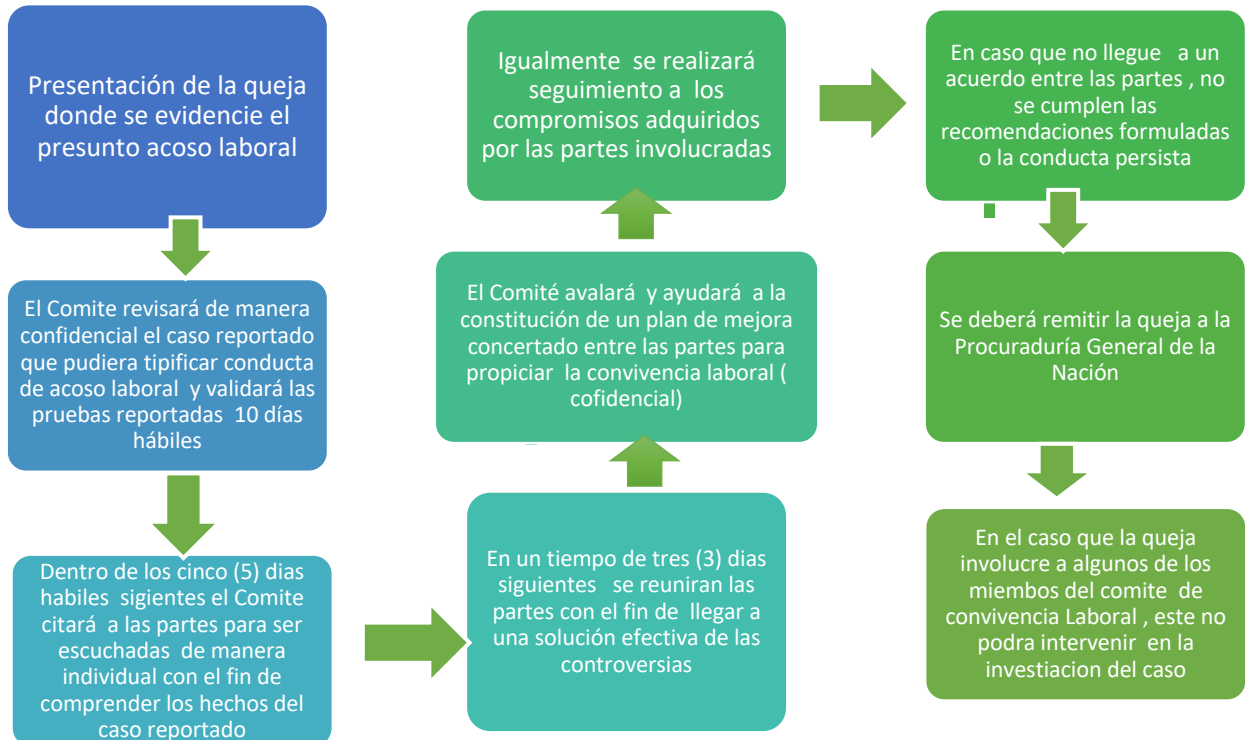 Presentación de la queja
donde se evidencie el
presunto acoso laboral
El Comite revisará de manera
confidencial el caso reportado
que pudiera tipificar conducta
de acoso laboral y validará las
pruebas reportadas 10 días
hábiles
Dentro de los cinco (5) dias
habiles sigientes el Comite
citará a las partes para ser
escuchadas de manera
individual con el fin de
comprender los hechos del
caso reportado
En un tiempo de tres (3) dias
siguientes se reuniran las
partes con el fin de llegar a
una solución efectiva de las
controversias
El Comité avalará y ayudará a la
constitución de un plan de mejora
concertado entre las partes para
propiciar la convivencia laboral (
cofidencial)
Igualmente se realizará
seguimiento a los
compromisos adquiridos
por las partes involucradas
En caso que no llegue a un
acuerdo entre las partes , no
se cumplen las
recomendaciones formuladas
o la conducta persista
Se deberá remitir la queja a la
Procuraduría General de la
Nación
En el caso que la queja
involucre a algunos de los
miembos del comite de
convivencia Laboral , este no
podra intervenir en la
investiacion del caso